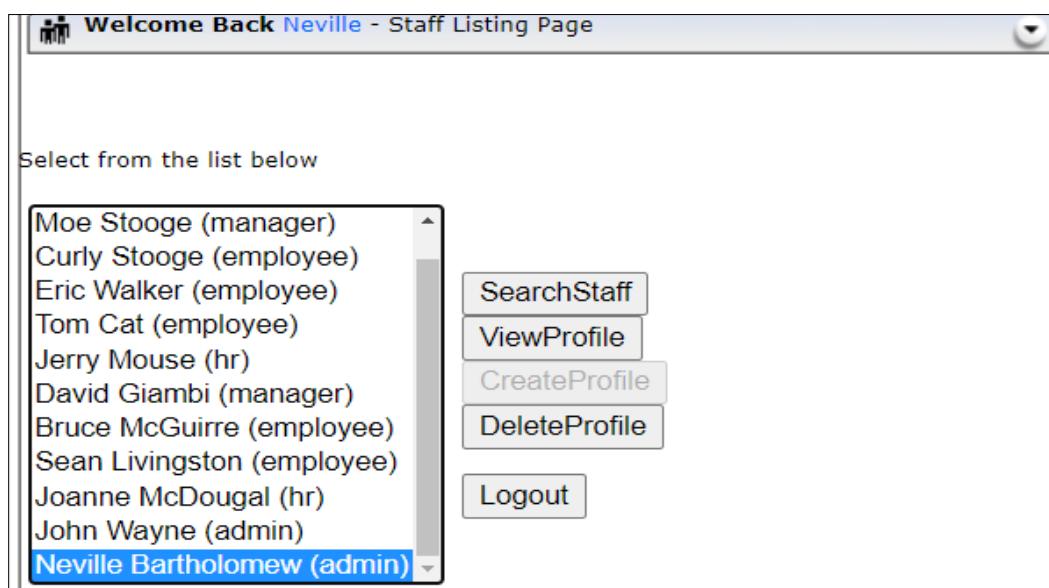 Welcome Back Neville - Staff Listing Page
Select from the list below
Moe Stooge (manager)
Curly Stooge (employee)
Eric Walker (employee)
Tom Cat (employee)
Jerry Mouse (hr)
David Giambi (manager)
Bruce McGuirre (employee)
Sean Livingston (employee)
Joanne McDougal (hr)
John Wayne (admin)
Neville Bartholomew (admin)
SearchStaff
ViewProfile
CreateProfile
DeleteProfile
Logout